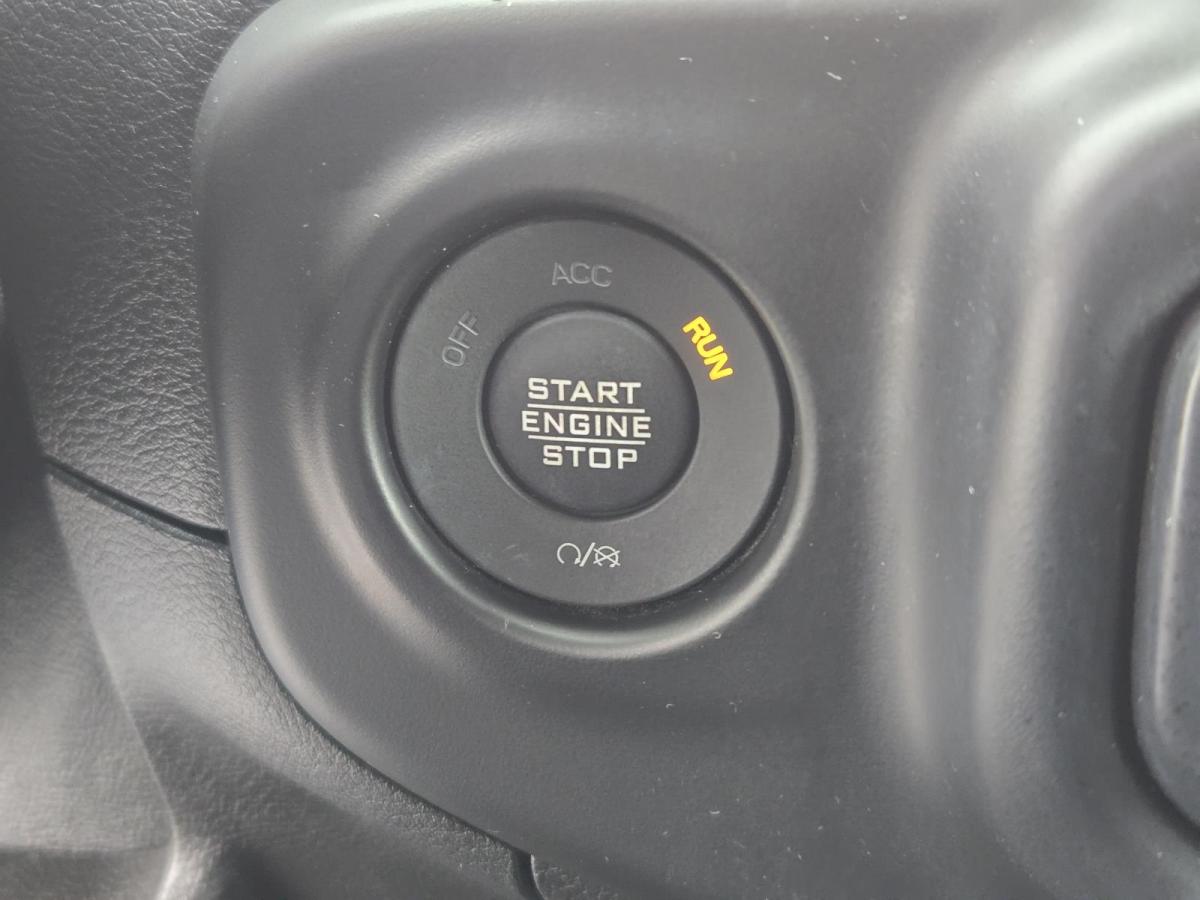 ACC
OFF
RUN
START
ENGINE
STOP